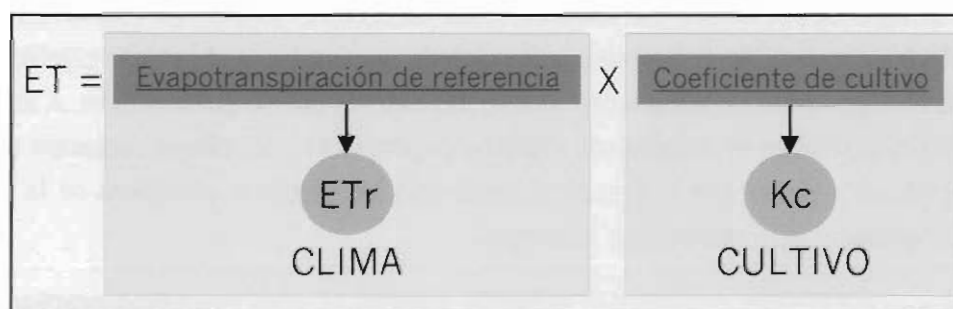 ET = Evapotranspiración de referencia X Coeficiente de cultivo
ETr Kc
CLIMA CULTIVO